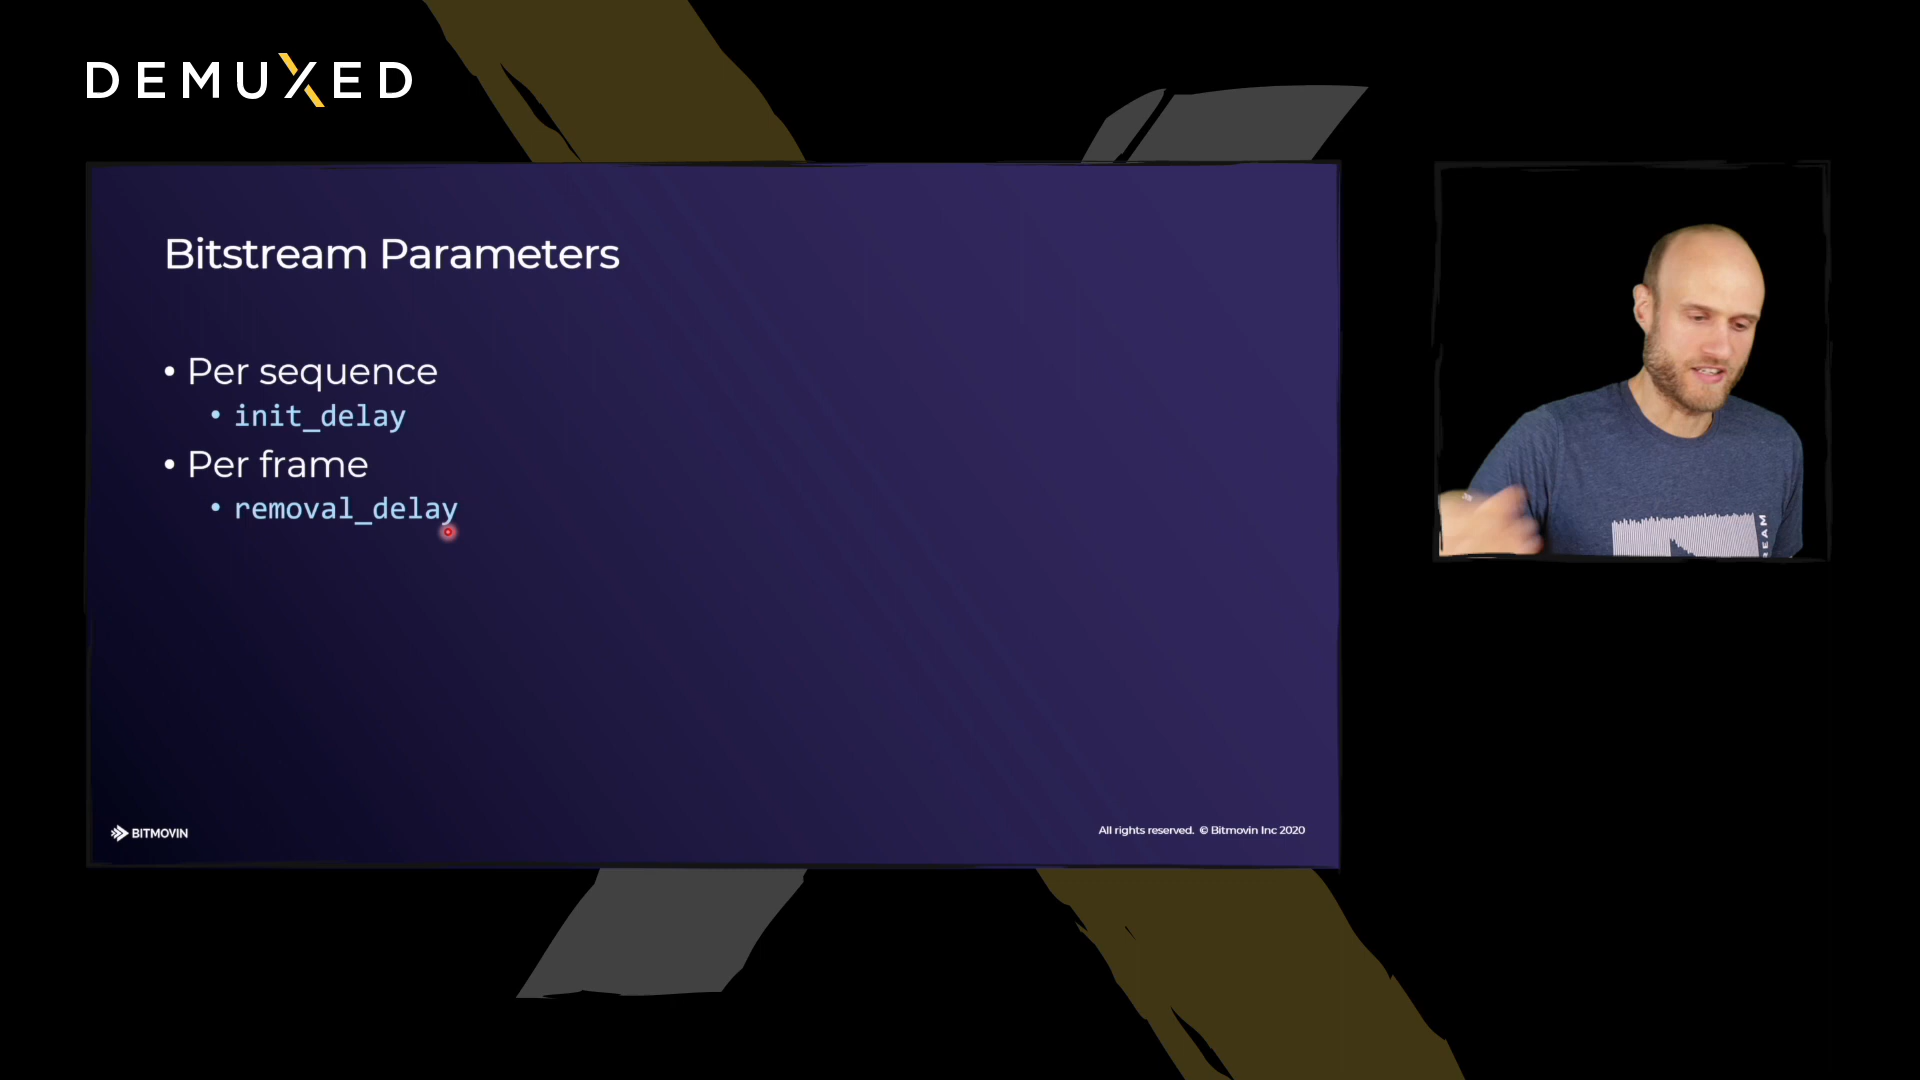 DEMUXED
Bitstream Parameters
• Per sequence
• init_delay
• Per frame
• removal_delay
BITMOVIN
All rights reserved. © Bitmovin Inc 2020